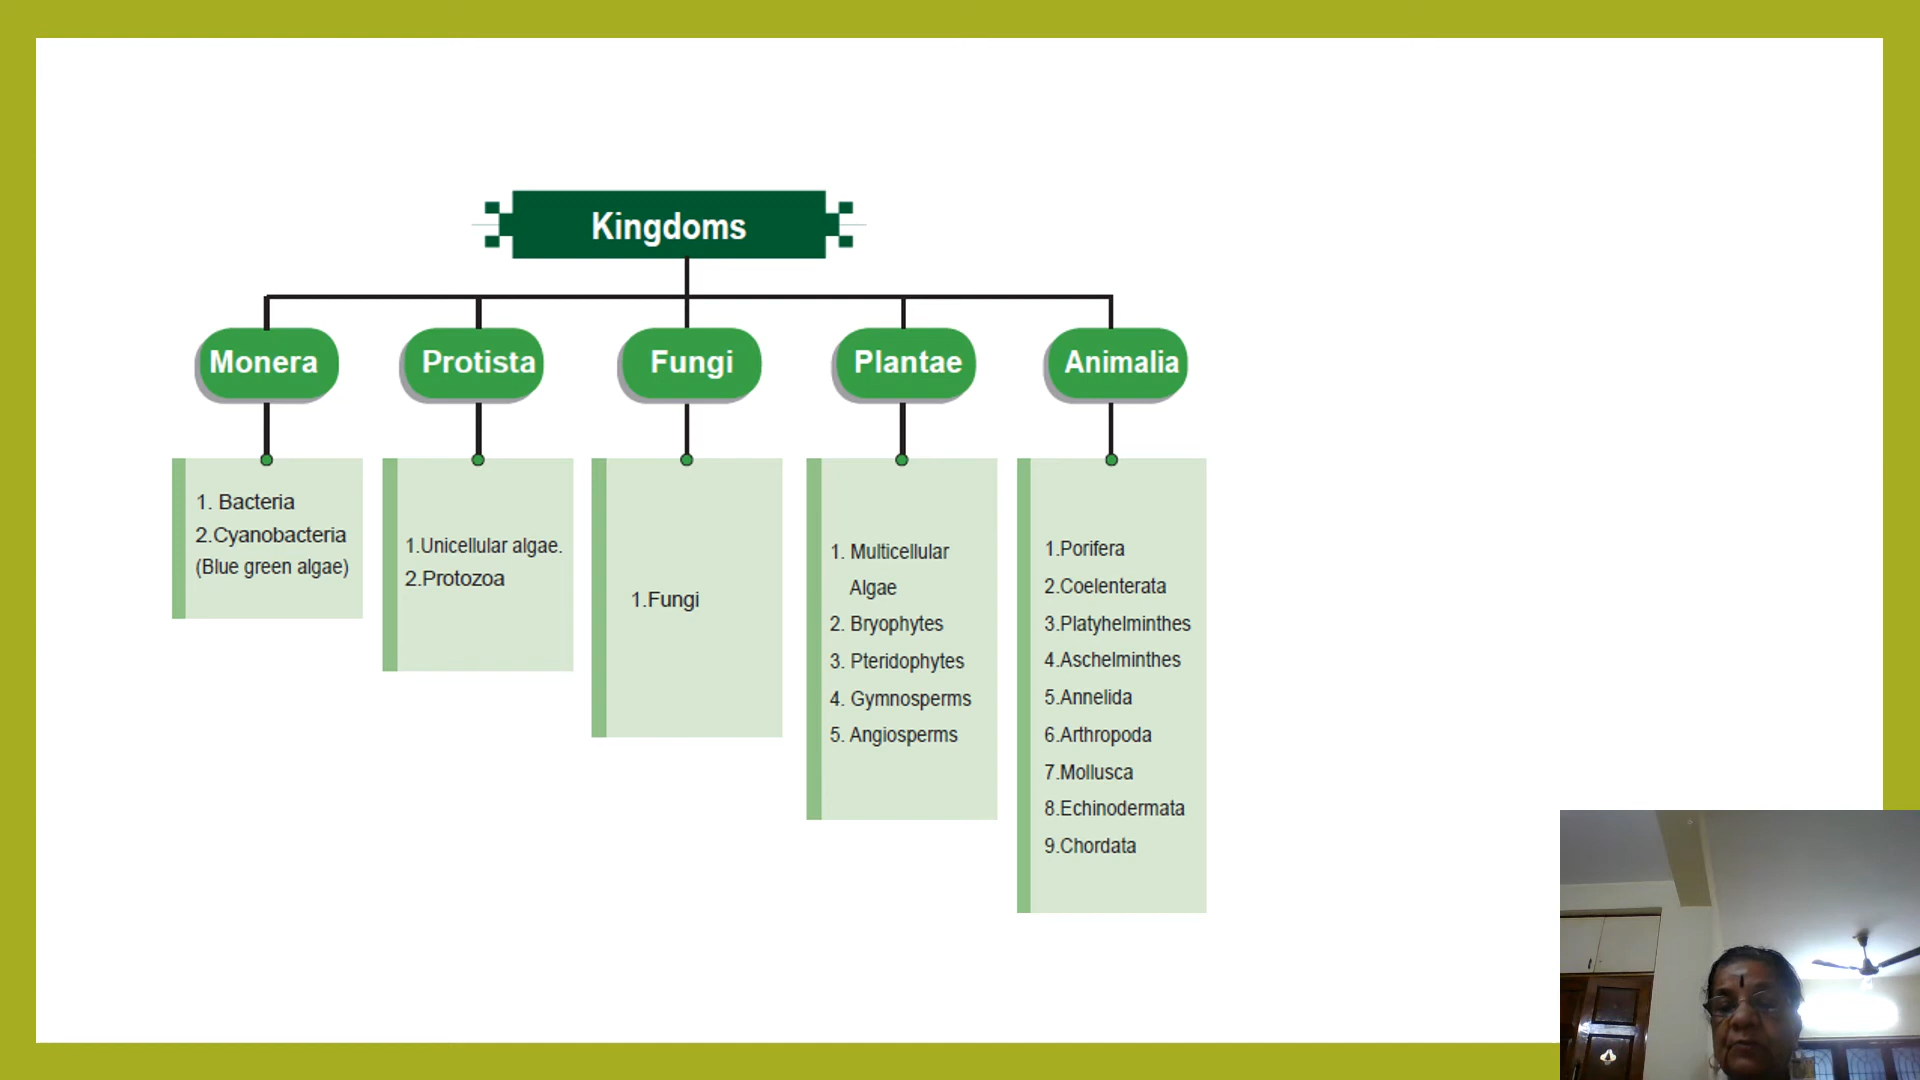 Kingdoms
Monera
Protista
Fungi
Plantae
Animalia
1. Bacteria
2.Cyanobacteria
(Blue green algae)
1.Unicellular algae.
2.Protozoa
1.Fungi
1. Multicellular
Algae
2. Bryophytes
3. Pteridophytes
4. Gymnosperms
5. Angiosperms
1.Porifera
2.Coelenterata
3.Platyhelminthes
4.Aschelminthes
5.Annelida
6.Arthropoda
7.Mollusca
8.Echinodermata
9.Chordata